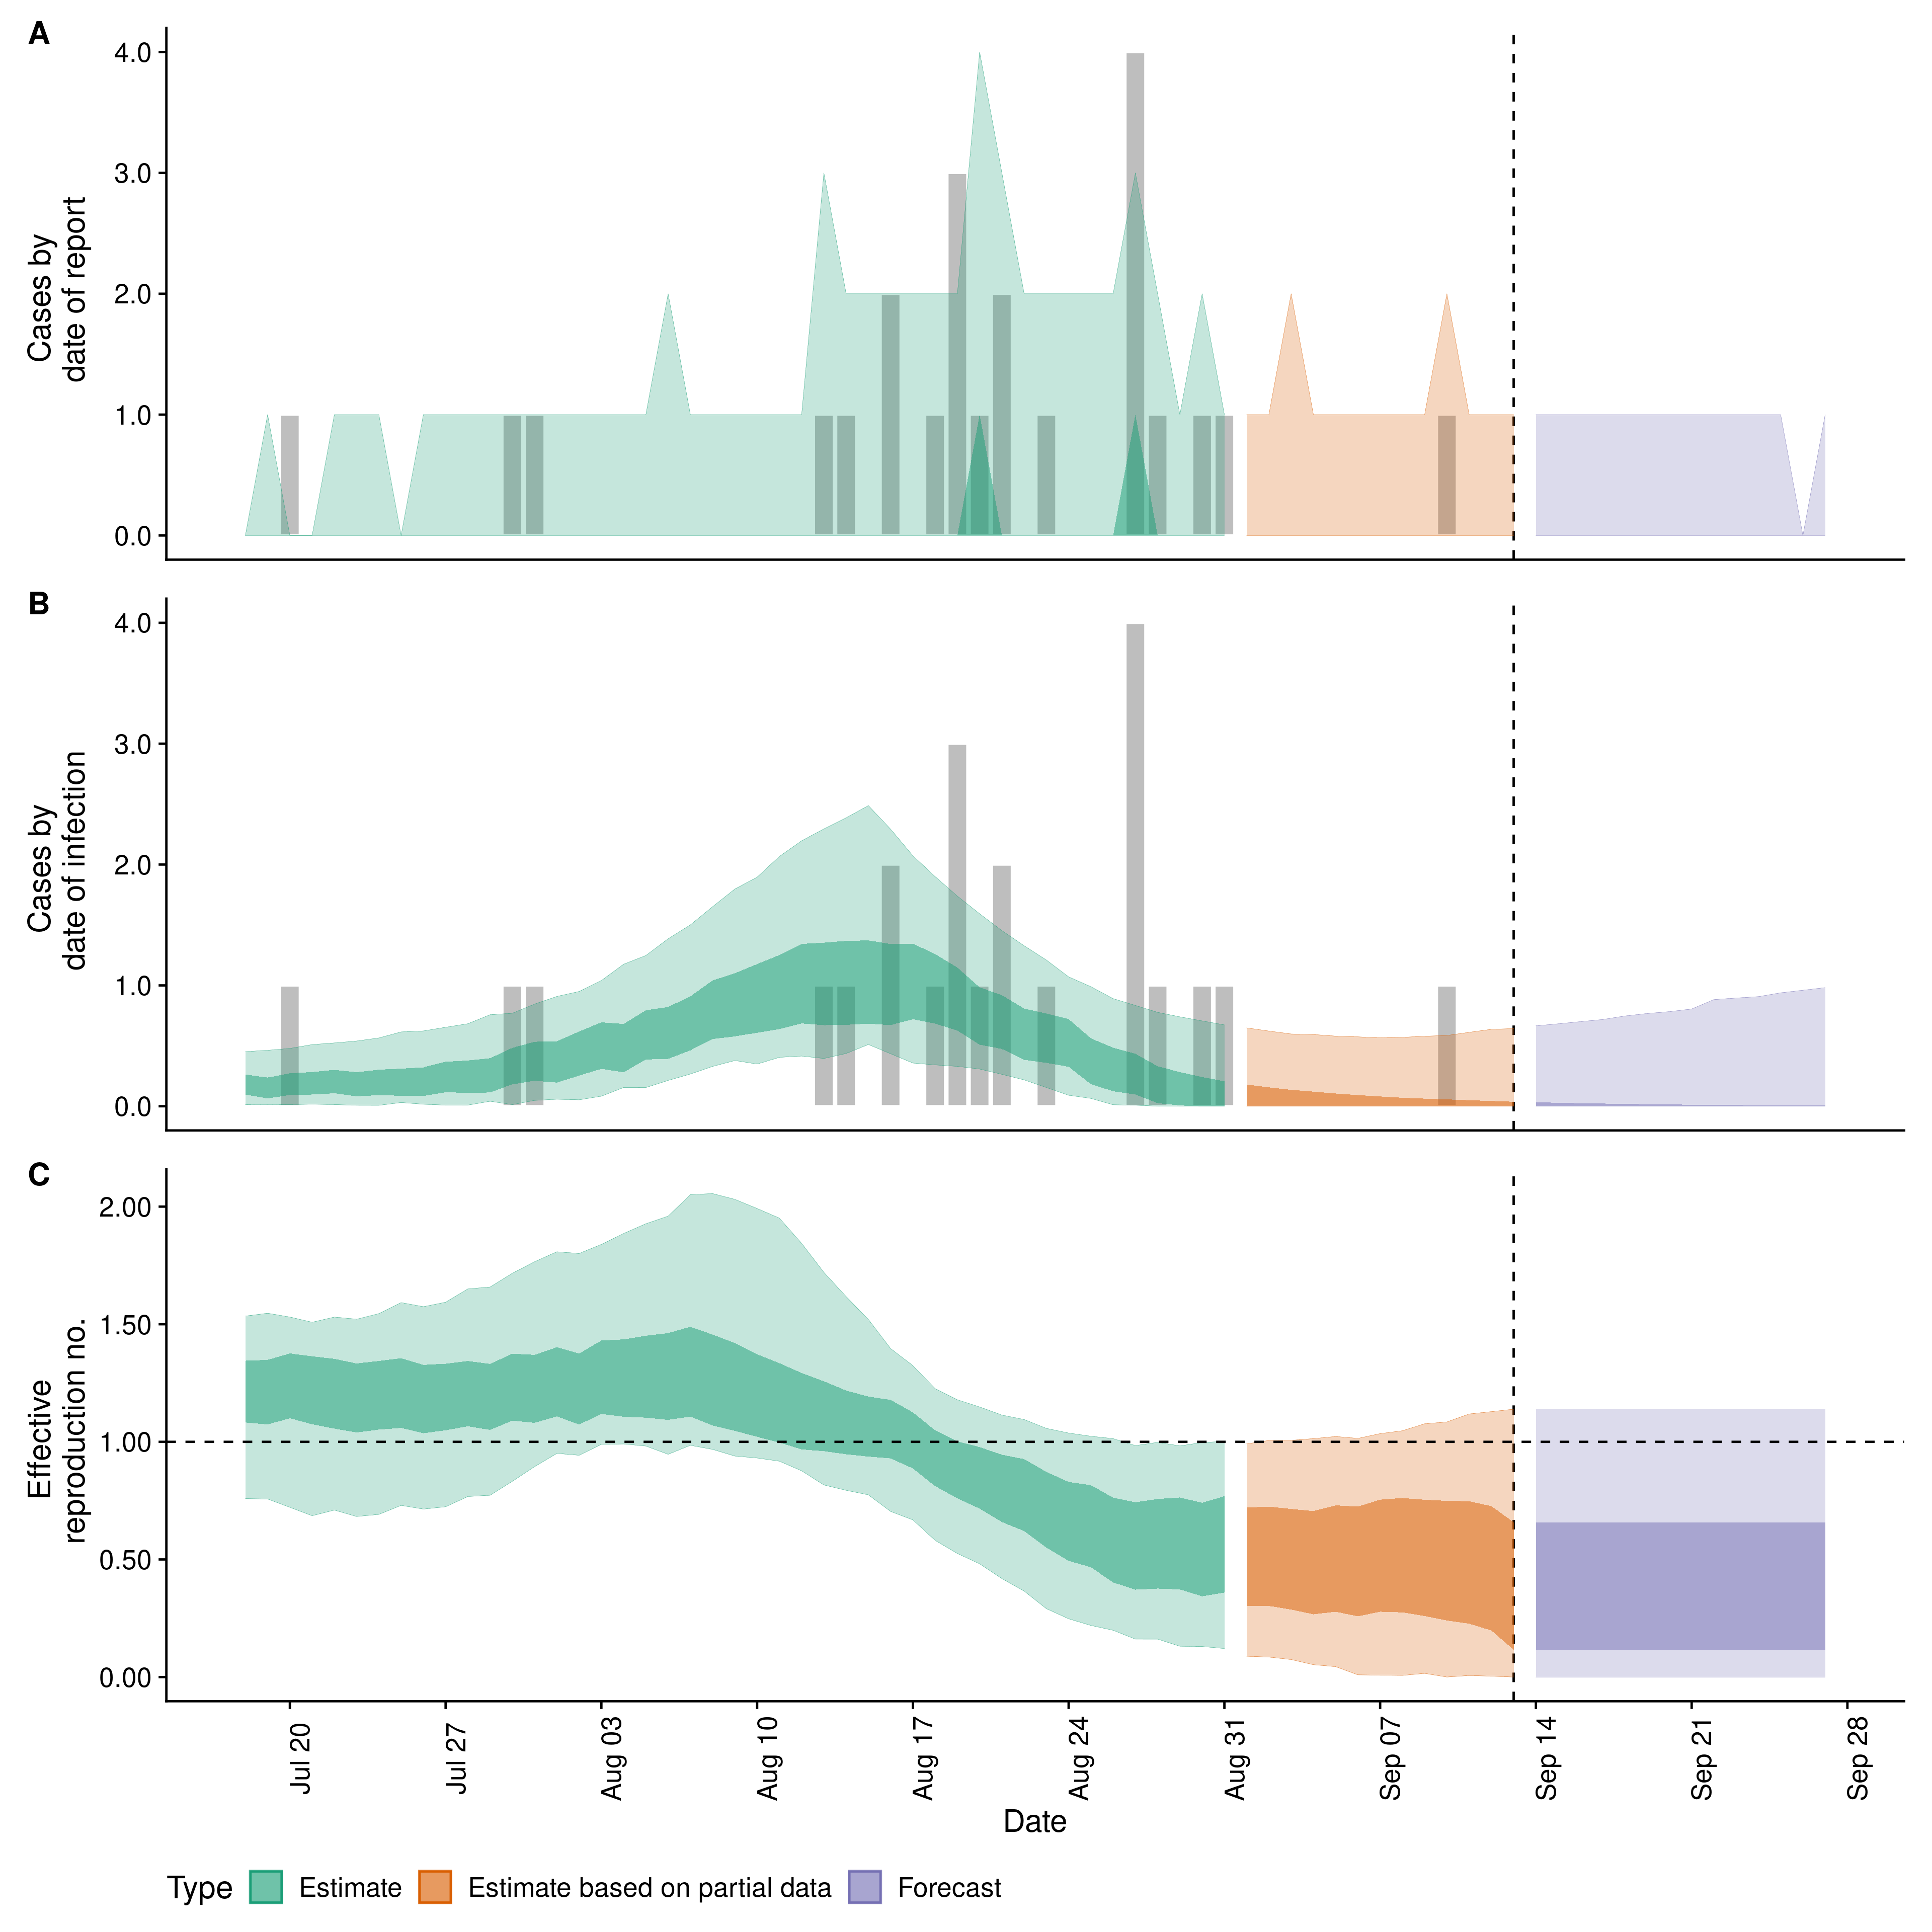 A
4.0
3.0
2.0
1.0
0.0
Cases by
date of report
B
4.0
3.0
2.0
1.0
0.0
Cases by
date of infection
C
2.00
1.50
1.00
0.50
0.00
Effective
reproduction no.
Jul 20
Jul 27
Aug 03
Aug 10
Aug 17
Aug 24
Aug 31
Sep 07
Sep 14
Sep 21
Sep 28
Date
Type Estimate Estimate based on partial data Forecast